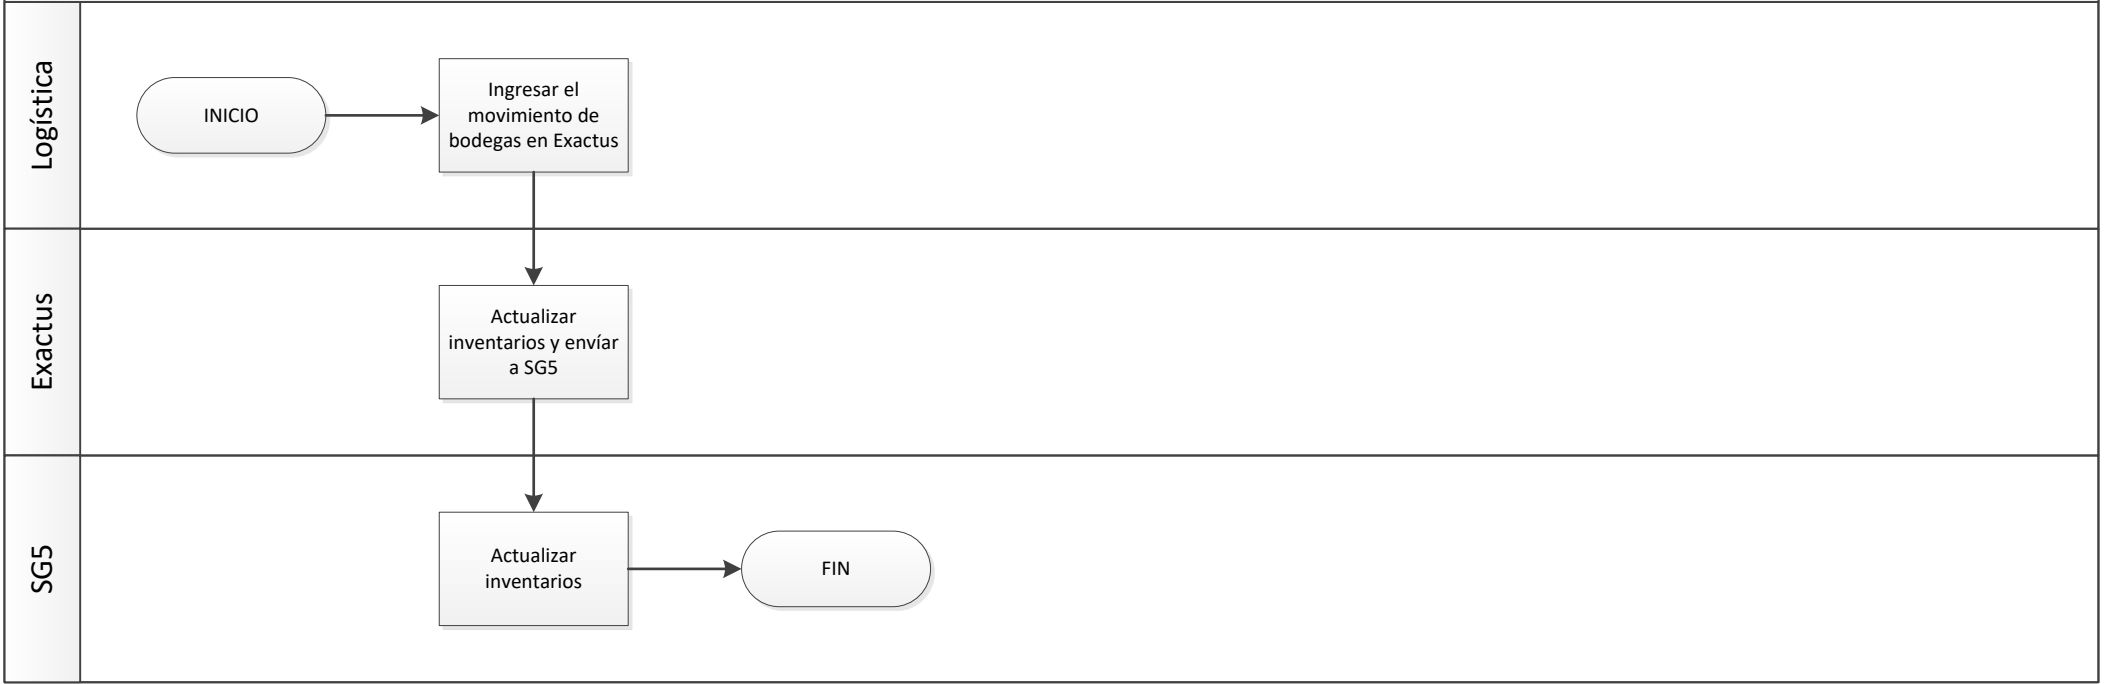 Logística
INICIO
Ingresar el
movimiento de
bodegas en Exactus
Exactus
Actualizar
inventarios y envíar
a SG5
SG5
Actualizar
inventarios
FIN